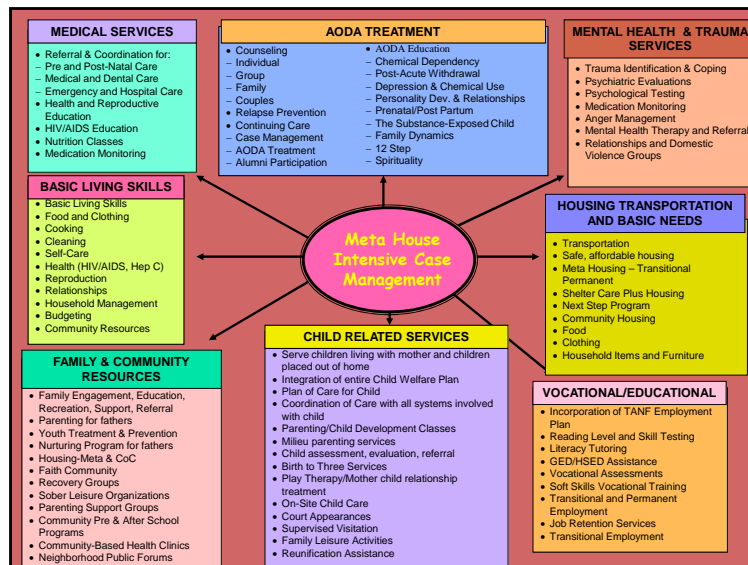 MEDICAL SERVICES
• Referral & Coordination for:
– Pre and Post-Natal Care
– Medical and Dental Care
– Emergency and Hospital Care
• Health and Reproductive
Education
• HIV/AIDS Education
• Nutrition Classes
• Medication Monitoring
AODA TREATMENT
• Counseling
– Individual
– Group
– Family
– Couples
• Relapse Prevention
• Continuing Care
– Case Management
– AODA Treatment
– Alumni Participation
• AODA Education
– Chemical Dependency
– Post-Acute Withdrawal
– Depression & Chemical Use
– Personality Dev. & Relationships
– Prenatal/Post Partum
– The Substance-Exposed Child
– Family Dynamics
– 12 Step
– Spirituality
MENTAL HEALTH & TRAUMA
SERVICES
• Trauma Identification & Coping
• Psychiatric Evaluations
• Psychological Testing
• Medication Monitoring
• Anger Management
• Mental Health Therapy and Referral
• Relationships and Domestic
Violence Groups
BASIC LIVING SKILLS
• Basic Living Skills
• Food and Clothing
• Cooking
• Cleaning
• Self-Care
• Health (HIV/AIDS, Hep C)
• Reproduction
• Relationships
• Household Management
• Budgeting
• Community Resources
Meta House
Intensive Case
Management
HOUSING TRANSPORTATION
AND BASIC NEEDS
• Transportation
• Safe, affordable housing
• Meta Housing – Transitional
Permanent
• Shelter Care Plus Housing
• Next Step Program
• Community Housing
• Food
• Clothing
• Household Items and Furniture
FAMILY & COMMUNITY
RESOURCES
• Family Engagement, Education,
Recreation, Support, Referral
• Parenting for fathers
• Youth Treatment & Prevention
• Nurturing Program for fathers
• Housing-Meta & CoC
• Faith Community
• Recovery Groups
• Sober Leisure Organizations
• Parenting Support Groups
• Community Pre & After School
Programs
• Community-Based Health Clinics
• Neighborhood Public Forums
CHILD RELATED SERVICES
• Serve children living with mother and children
placed out of home
• Integration of entire Child Welfare Plan
• Plan of Care for Child
• Coordination of Care with all systems involved
with child
• Parenting/Child Development Classes
• Milieu parenting services
• Child assessment, evaluation, referral
• Birth to Three Services
• Play Therapy/Mother child relationship
treatment
• On-Site Child Care
• Court Appearances
• Supervised Visitation
• Family Leisure Activities
• Reunification Assistance
VOCATIONAL/EDUCATIONAL
• Incorporation of TANF Employment
Plan
• Reading Level and Skill Testing
• Literacy Tutoring
• GED/HSED Assistance
• Vocational Assessments
• Soft Skills Vocational Training
• Transitional and Permanent
Employment
• Job Retention Services
• Transitional Employment